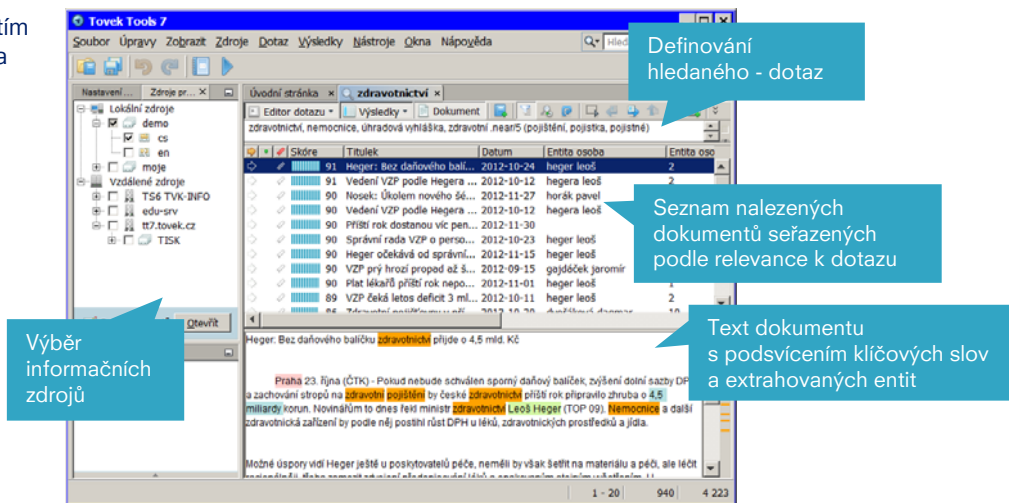 tím
a
Tovek Tools 7
Soubor Úpravy Zobrazit Zdroje Dotaz Výsledky Nástroje Okna Nápověda
Definování
hledaného - dotaz
Nastavení... Zdroje pr... X
Lokální zdroje
demo
cs
en
moje
Vzdálené zdroje
TS6 TVK-INFO
edu-srv
tt7.tovek.cz
TISK
Otevřít
Úvodní stránka × zdravotnictví ×
Editor dotazu Výsledky Dokument
zdravotnictví, nemocnice, úhradová vyhláška, zdravotní .near/5 (pojištění, pojistka, pojistné)
Skóre Titulek Datum Entita osoba Entita oso
91 Heger: Bez daňového balí... 2012-10-24 heger leoš 2
91 Vedení VZP podle Hegera ... 2012-10-12 hegera leoš 2
90 Nosek: Úkolem nového šé... 2012-11-27 horák pavel
90 Vedení VZP podle Hegera ... 2012-10-12 hegera leoš
90 Příští rok dostanou víc pen... 2012-11-30
90 Správní rada VZP o perso... 2012-10-23 heger leoš
90 Heger očekává od správní... 2012-11-15 heger leoš
90 VZP prý hrozí propad až š... 2012-09-15 gajdáček jaromír
90 Plat lékařů příští rok nepo... 2012-11-01 heger leoš
89 VZP čeká letos deficit 3 ml... 2012-10-11 heger leoš 2
Seznam nalezených
dokumentů seřazených
podle relevance k dotazu
Výběr
informačních
zdrojů
Text dokumentu
s podsvícením klíčových slov
a extrahovaných entit
Heger: Bez daňového balíčku zdravotnictví přijde o 4,5 mld. Kč
Praha 23. října (ČTK) - Pokud nebude schválen sporný daňový balíček, zvýšení dolní sazby DP
a zachování stropů na zdravotní pojištění by české zdravotnictví příští rok připravilo zhruba o 4,5
miliardy korun. Novinářům to dnes řekl ministr zdravotnictví Leoš Heger (TOP 09). Nemocnice a další
zdravotnická zařízení by podle něj postihl růst DPH u léků, zdravotnických prostředků a jídla.
Možné úspory vidí Heger ještě u poskytovatelů péče, neměli by však šetřit na materiálu a péči, ale léčit
1 - 20 940 4 223